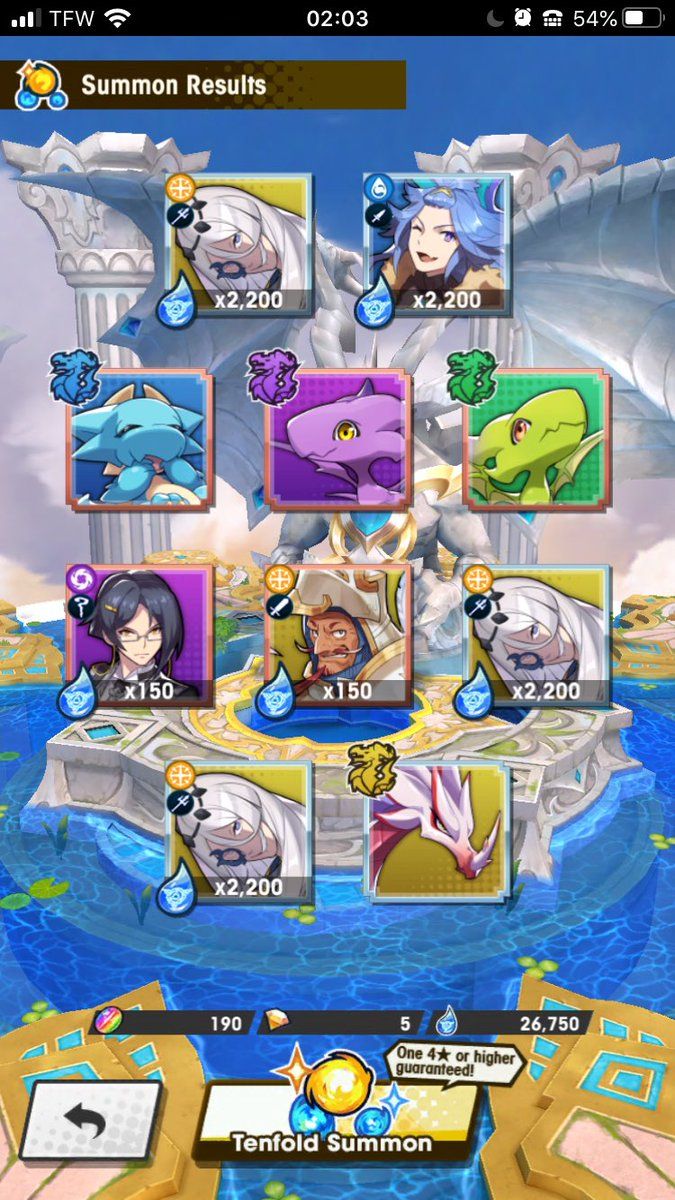 TFW
02:03
54%
Summon Results
x2,200
x2,200
x150
x150
x2,200
x2,200
190
5
26,750
One 4★ or higher
guaranteed!
Tenfold Summon